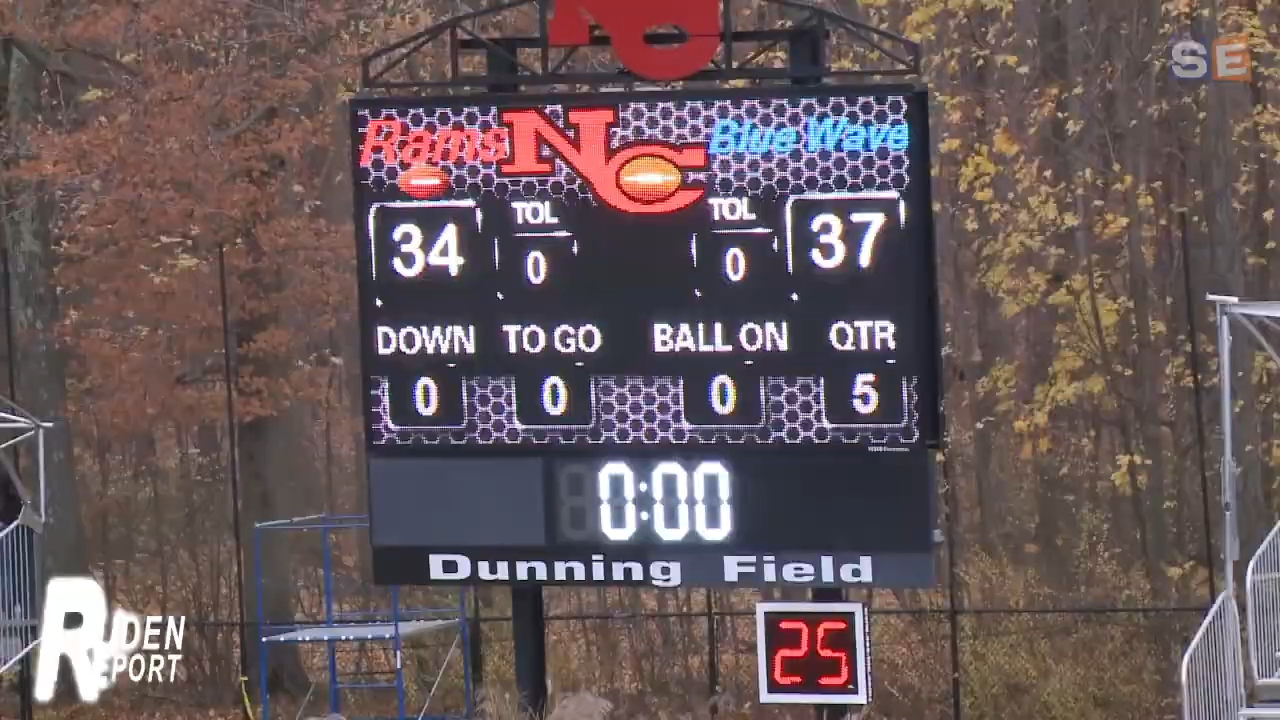 SE
NC
Rams NC Blue Wave
34 TOL 0 TOL 0 37
DOWN TO GO BALL ON QTR
0 0 0 5
0:00
Dunning Field
25
RUDEN
REPORT